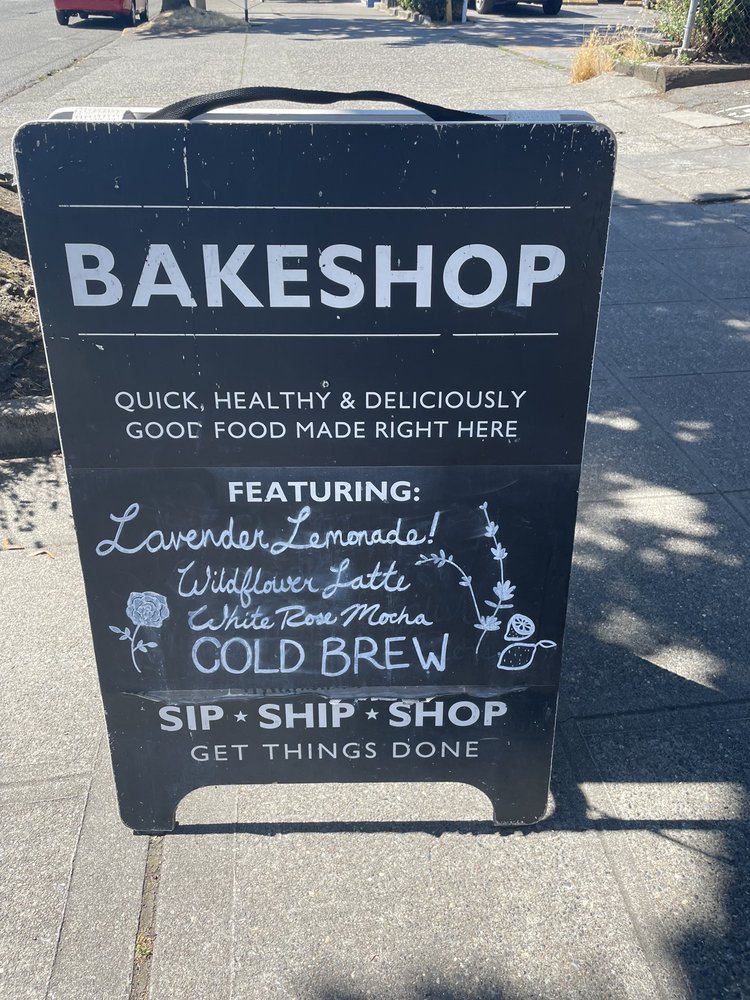 BAKESHOP
QUICK, HEALTHY & DELICIOUSLY
GOOD FOOD MADE RIGHT HERE
FEATURING:
Lavender Lemonade!
Wildflower Latte
White Rose Mocha
COLD BREW
SIP ★ SHIP ★ SHOP
GET THINGS DONE